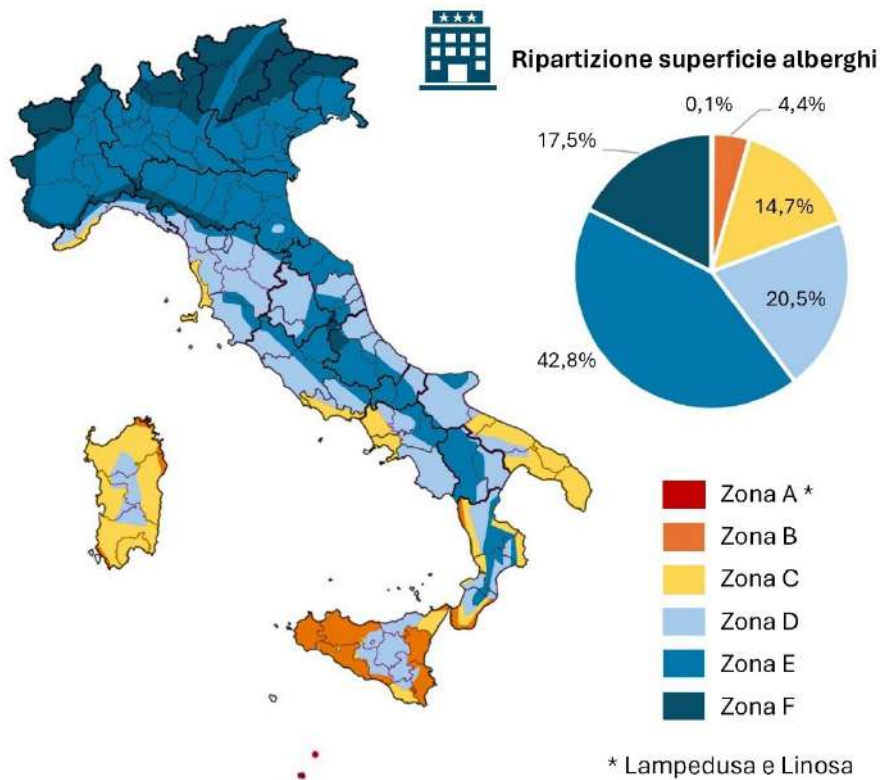 Ripartizione superficie alberghi
0,1%
4,4%
17,5%
14,7%
20,5%
42,8%
Zona A *
Zona B
Zona C
Zona D
Zona E
Zona F
* Lampedusa e Linosa